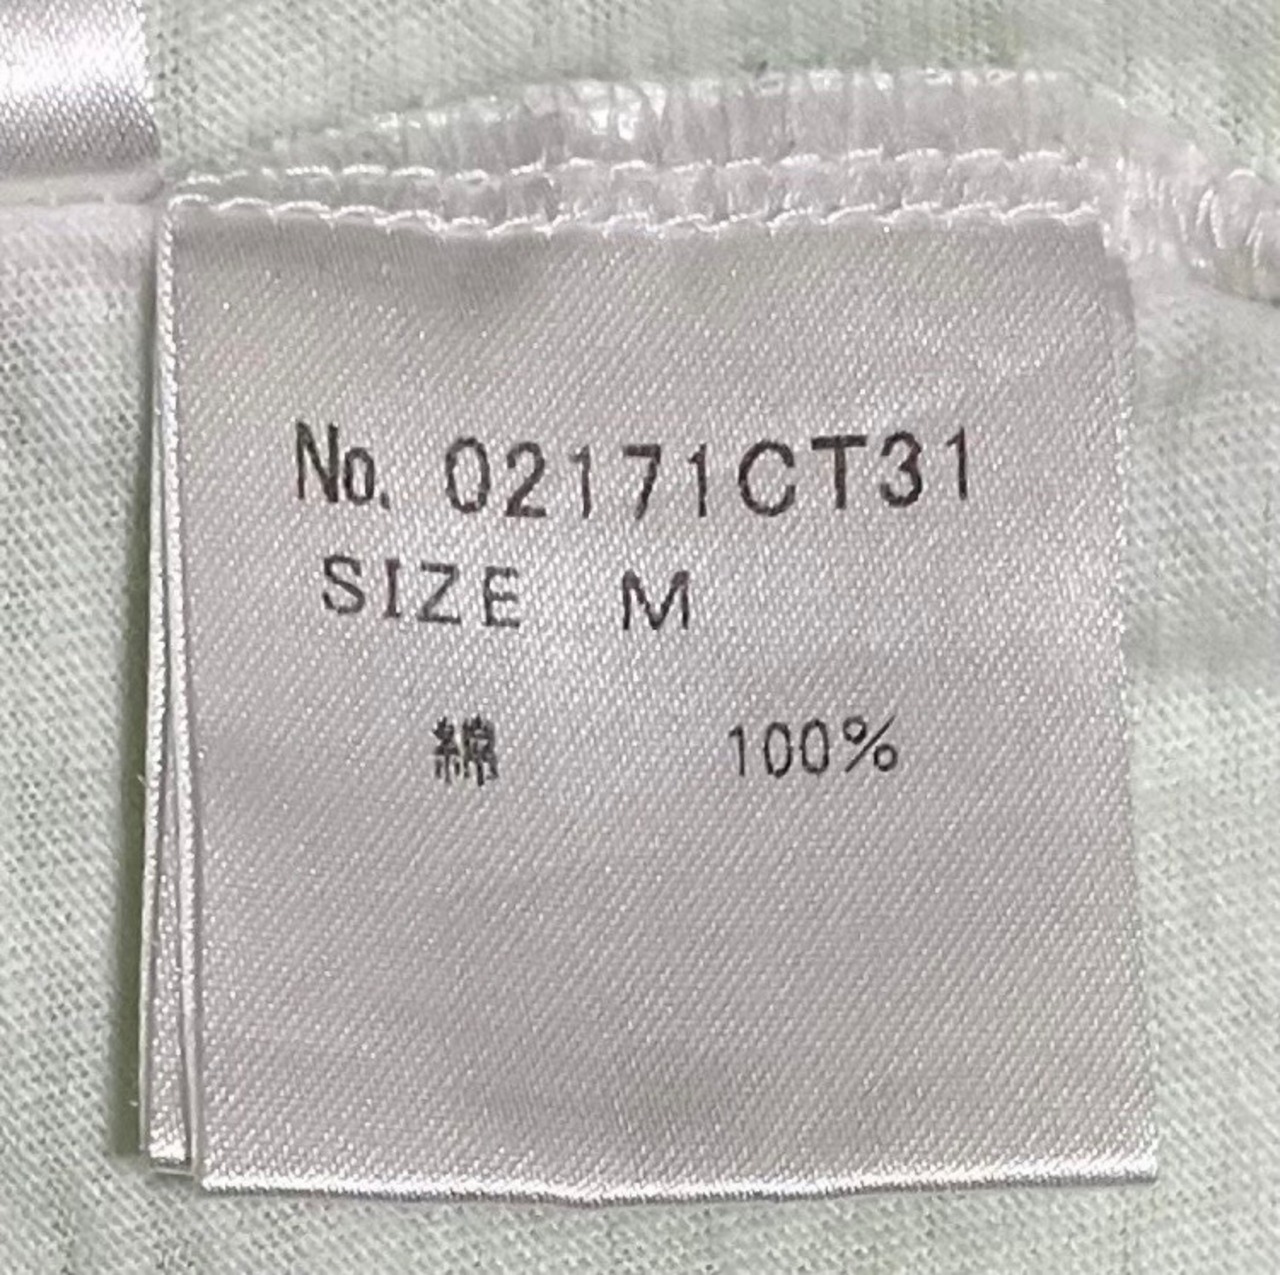 No. 02171CT31
SIZE M
綿 100%